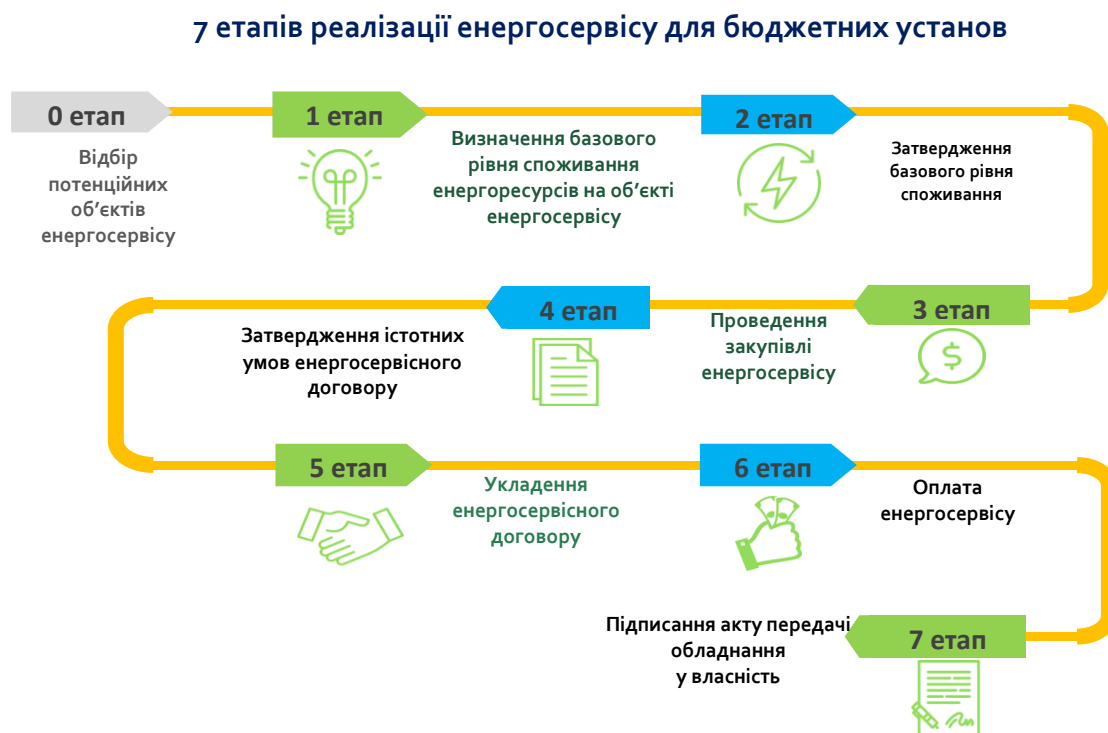 7 етапів реалізації енергосервісу для бюджетних установ
0 етап
Відбір
потенційних
об’єктів
енергосервісу
1 етап
Визначення базового
рівня споживання
енергоресурсів на об’єкті
енергосервісу
2 етап
Затвердження
базового рівня
споживання
3 етап
Проведення
закупівлі
енергосервісу
$
4 етап
Затвердження істотних
умов енергосервісного
договору
5 етап
Укладення
енергосервісного
договору
6 етап
Оплата
енергосервісу
7 етап
Підписання акту передачі
обладнання
у власність